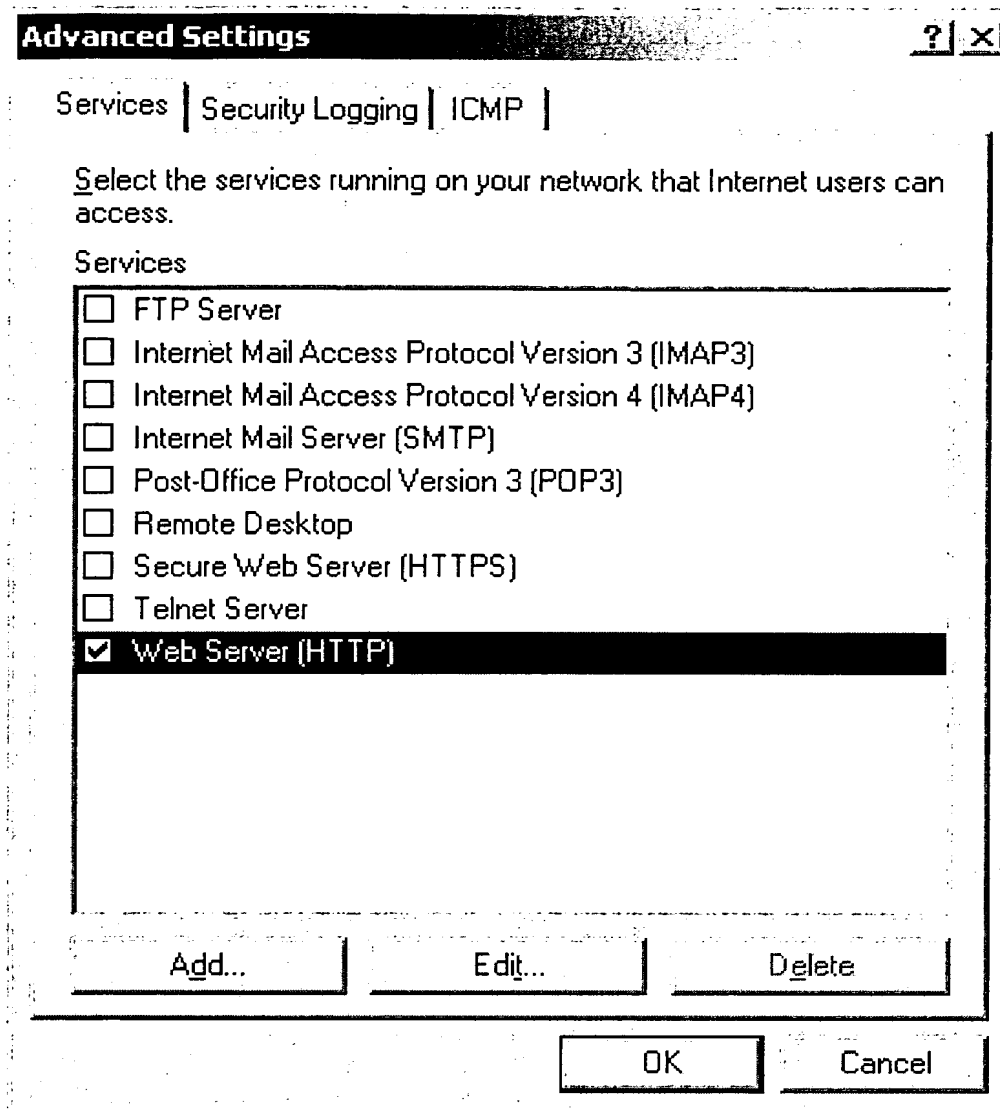 Advanced Settings
Services
Security Logging
ICMP
Select the services running on your network that Internet users can
access.
Services
FTP Server
Internet Mail Access Protocol Version 3 (IMAP3)
Internet Mail Access Protocol Version 4 (IMAP4)
Internet Mail Server (SMTP)
Post-Office Protocol Version 3 (POP3)
Remote Desktop
Secure Web Server (HTTPS)
Telnet Server
Web Server (HTTP)
Add...
Edit...
Delete
OK
Cancel